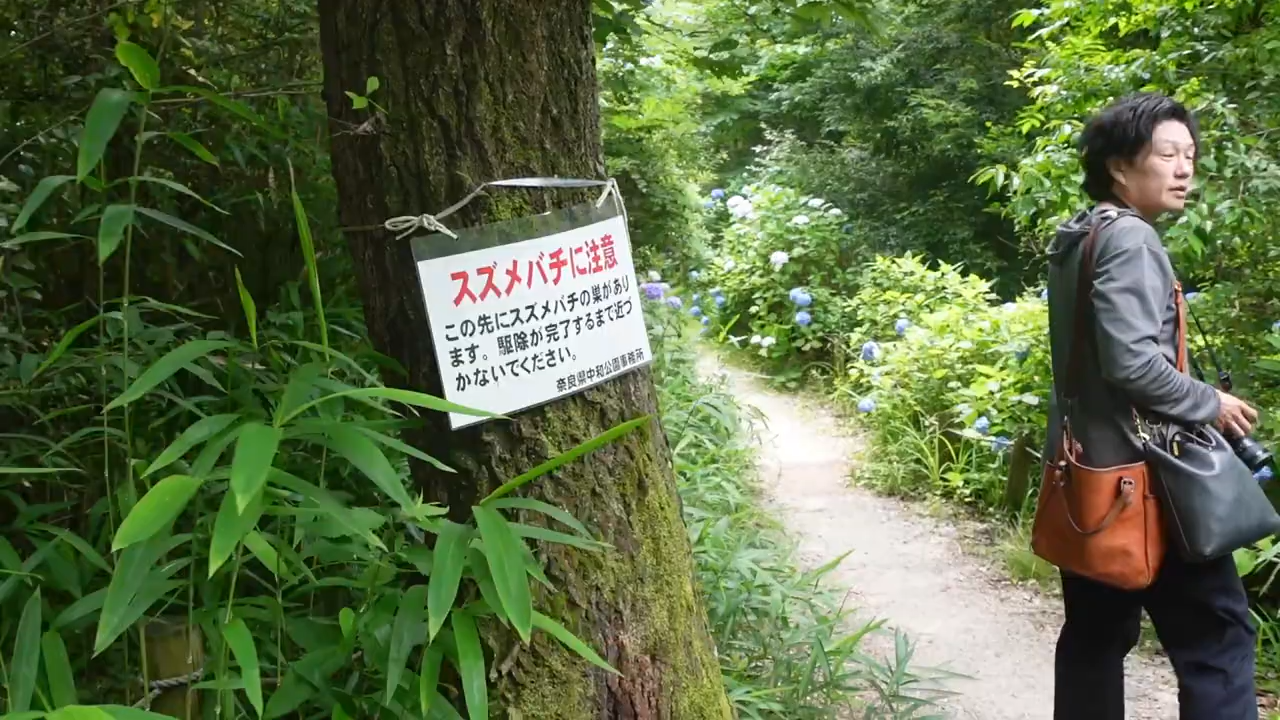 スズメバチに注意
この先にスズメバチの巣があり
ます。駆除が完了するまで近づ
かないでください。
奈良県中和公園事務所